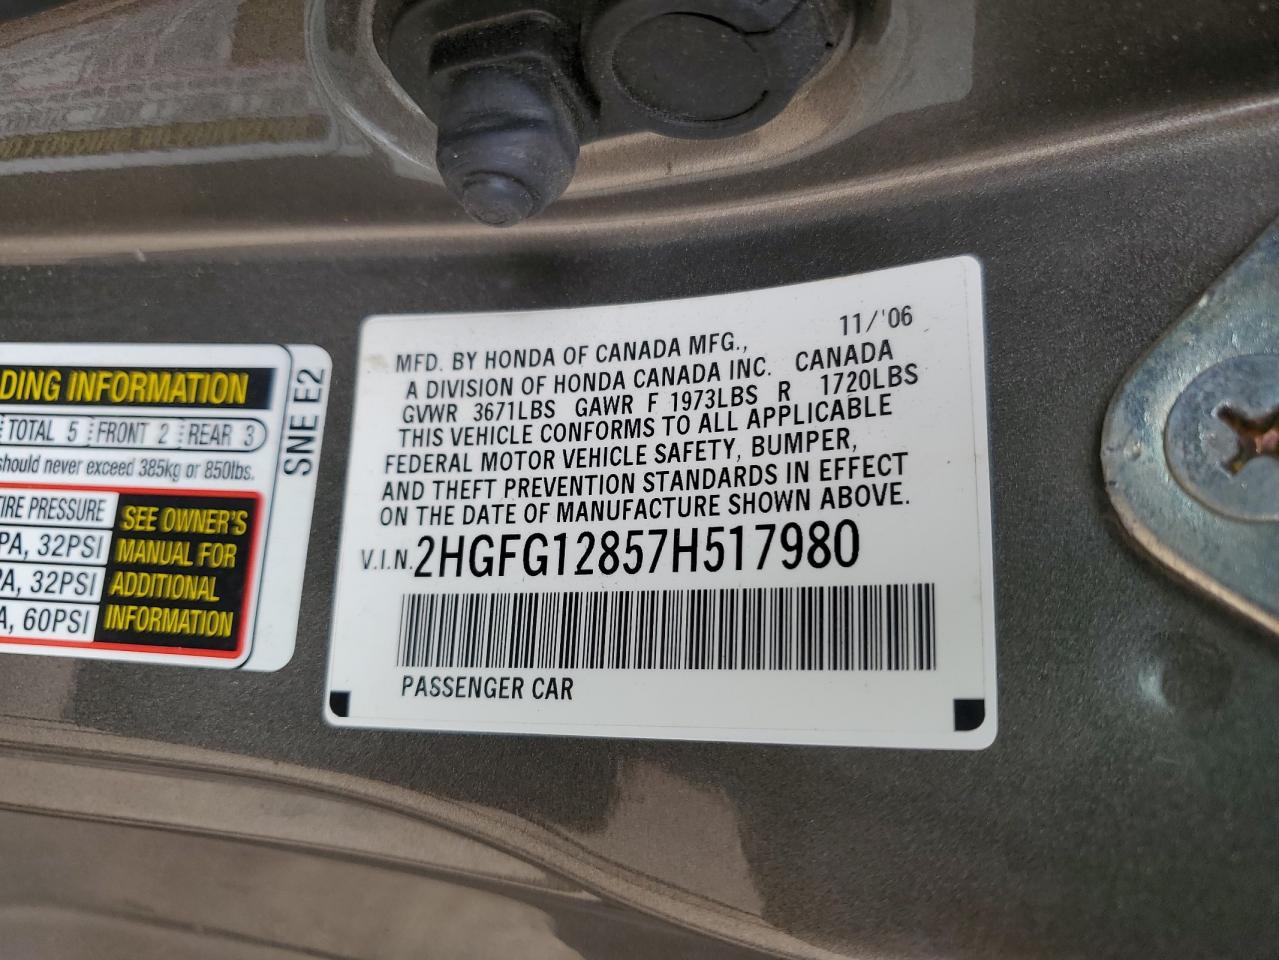 DING INFORMATION
TOTAL 5 FRONT 2 REAR 3
should never exceed 385kg or 850lbs.
TIRE PRESSURE
PA, 32PSI
PA, 32PSI
A, 60PSI
SEE OWNER'S
MANUAL FOR
ADDITIONAL
INFORMATION
SNE E2
11/'06
MFD. BY HONDA OF CANADA MFG.,
A DIVISION OF HONDA CANADA INC. CANADA
GVWR 3671LBS GAWR F 1973LBS R 1720LBS
THIS VEHICLE CONFORMS TO ALL APPLICABLE
FEDERAL MOTOR VEHICLE SAFETY, BUMPER,
AND THEFT PREVENTION STANDARDS IN EFFECT
ON THE DATE OF MANUFACTURE SHOWN ABOVE.
V.I.N. 2HGFG12857H517980
PASSENGER CAR